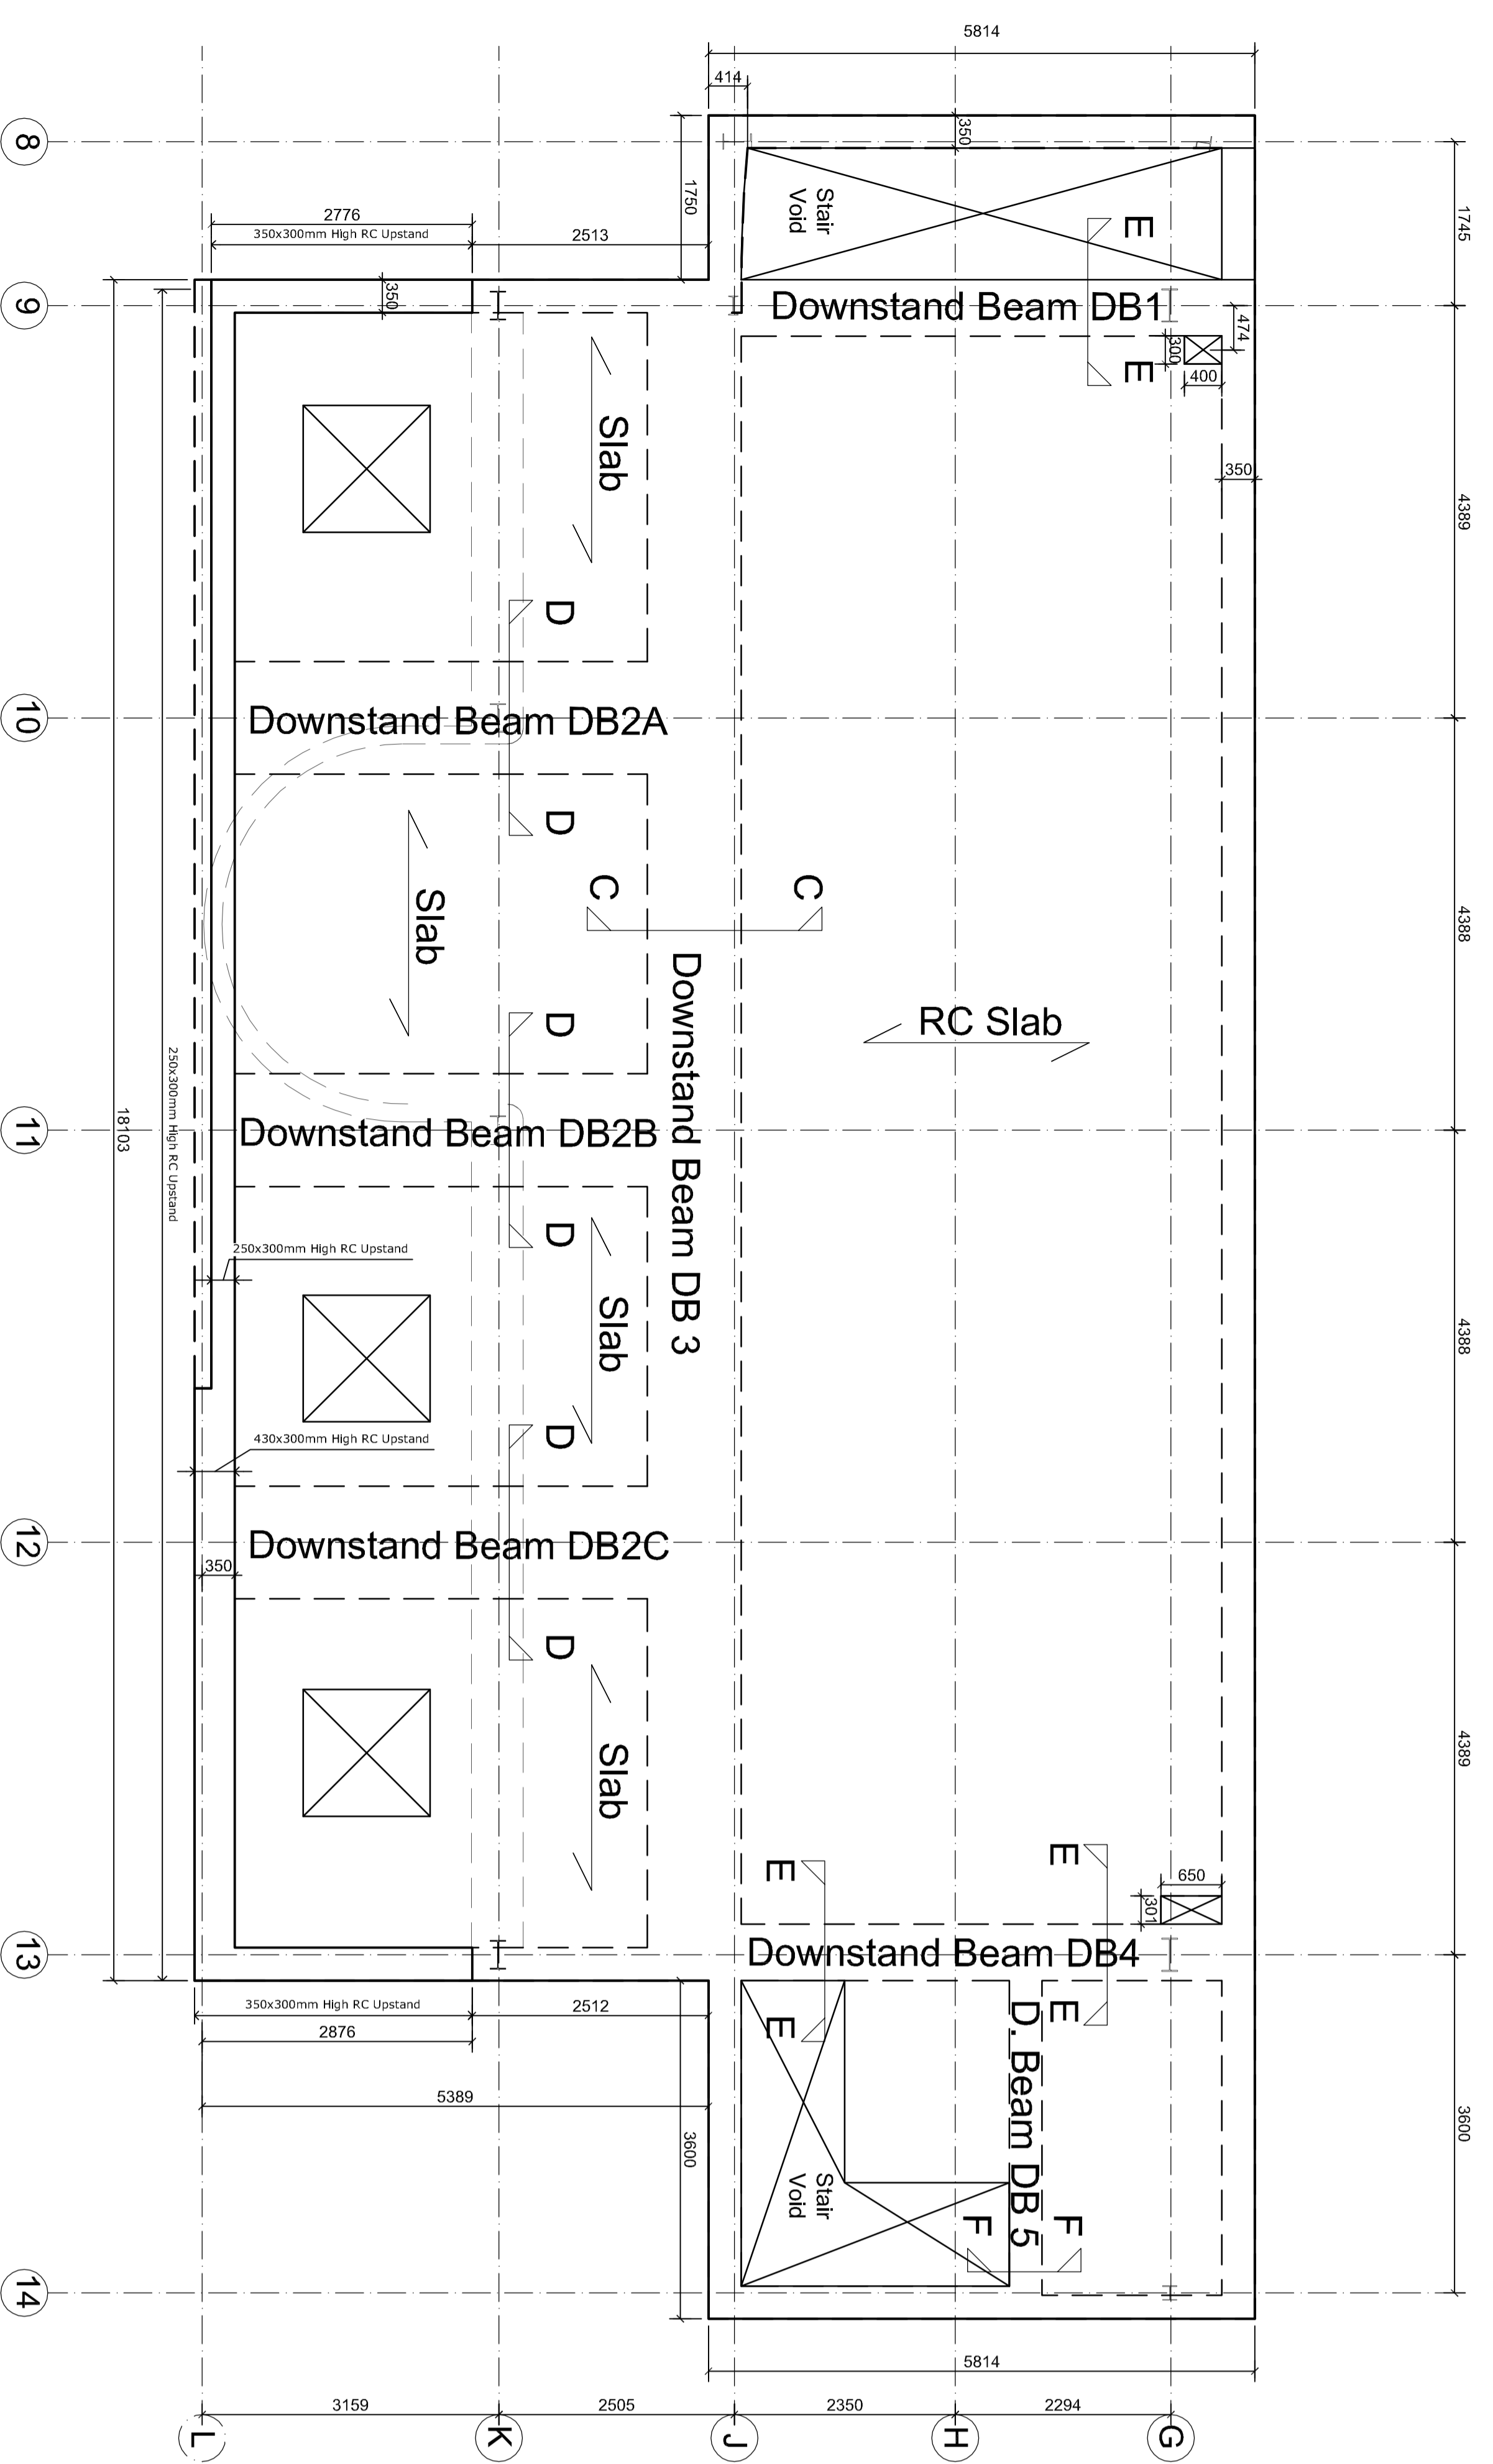 5814
414
350
8
Stair
Void
1750
1745
E
2776
350x300mm High RC Upstand
2513
9
350
Downstand Beam DB1
474
300
E
400
Slab
350
4389
D
10
Downstand Beam DB2A
D
C
C
Slab
4388
Downstand Beam DB 3
RC Slab
D
250x300mm High RC Upstand
18103
11
Downstand Beam DB2B
D
250x300mm High RC Upstand
Slab
4388
430x300mm High RC Upstand
D
12
Downstand Beam DB2C
350
D
Slab
4389
E
E
650
301
13
Downstand Beam DB4
350x300mm High RC Upstand
2512
E
E
2876
D. Beam DB 5
5389
3600
3600
Stair
Void
F
F
14
5814
3159
2505
2350
2294
L
K
J
H
G